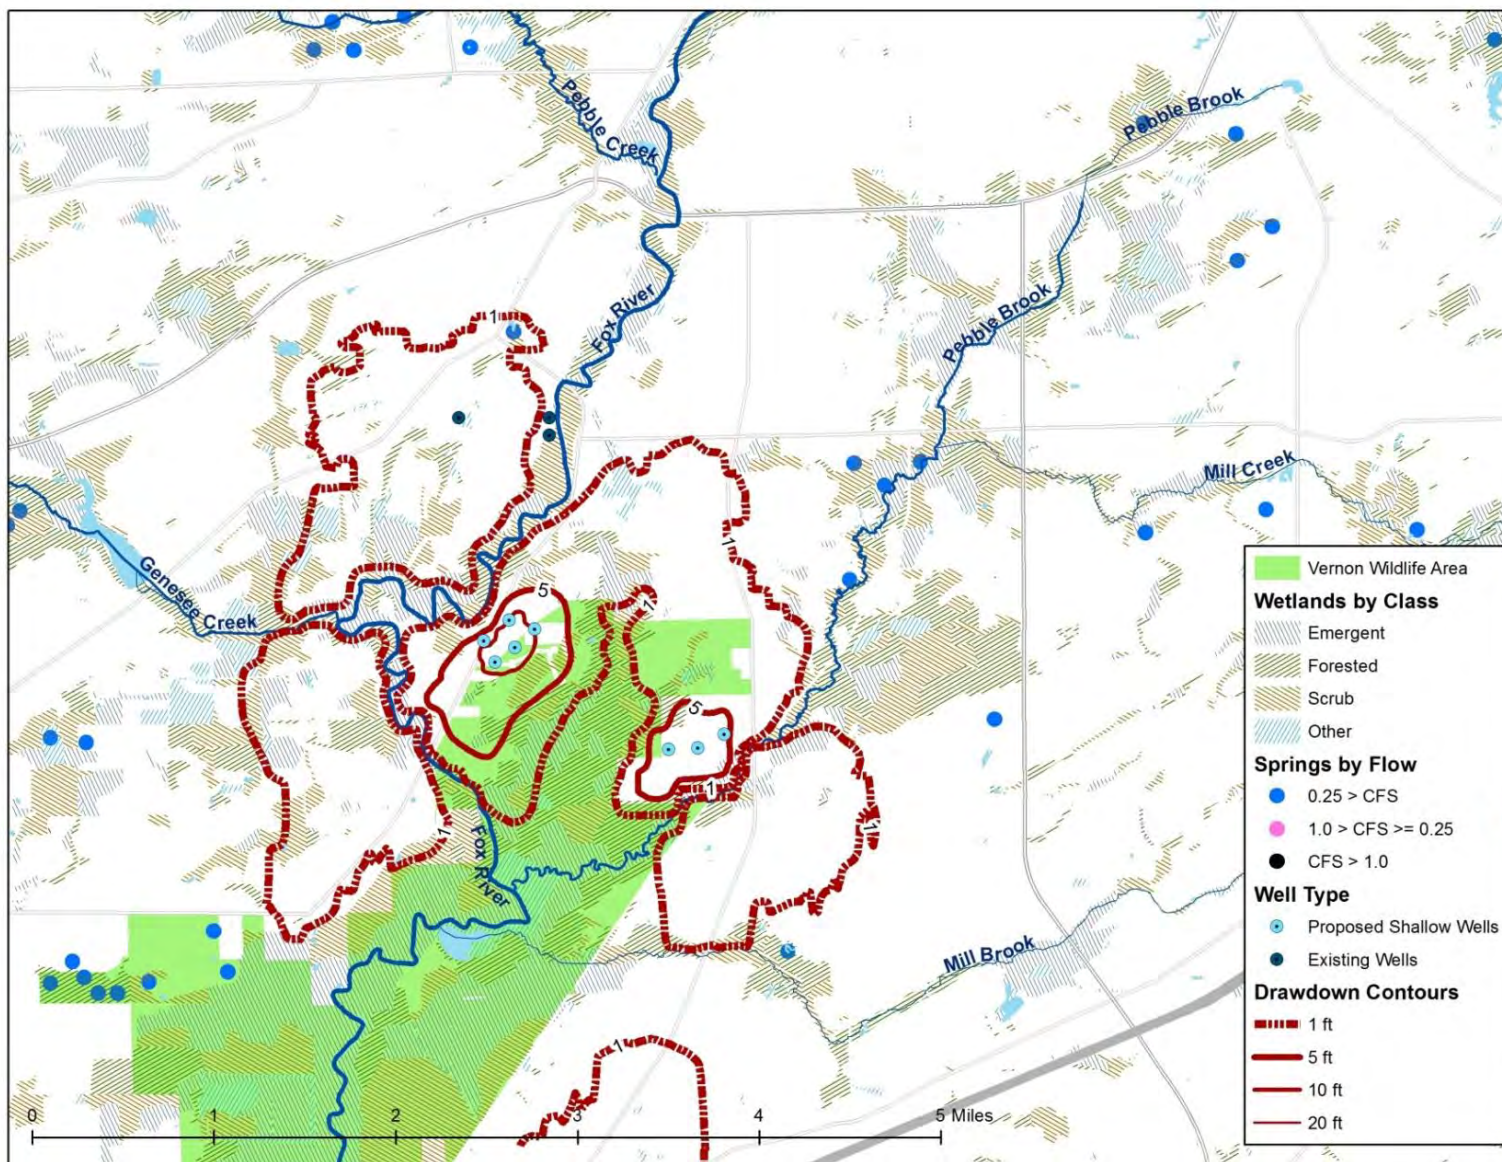 Pebble Creek
Pebble Brook
Fox River
1
Pebble Brook
Mill Creek
1
Genesee Creek
5
1
5
1
1
1
Fox River
Mill Brook
1
0 1 2 3 4 5 Miles
Vernon Wildlife Area
Wetlands by Class
Emergent
Forested
Scrub
Other
Springs by Flow
0.25 > CFS
1.0 > CFS >= 0.25
CFS > 1.0
Well Type
Proposed Shallow Wells
Existing Wells
Drawdown Contours
1 ft
5 ft
10 ft
20 ft